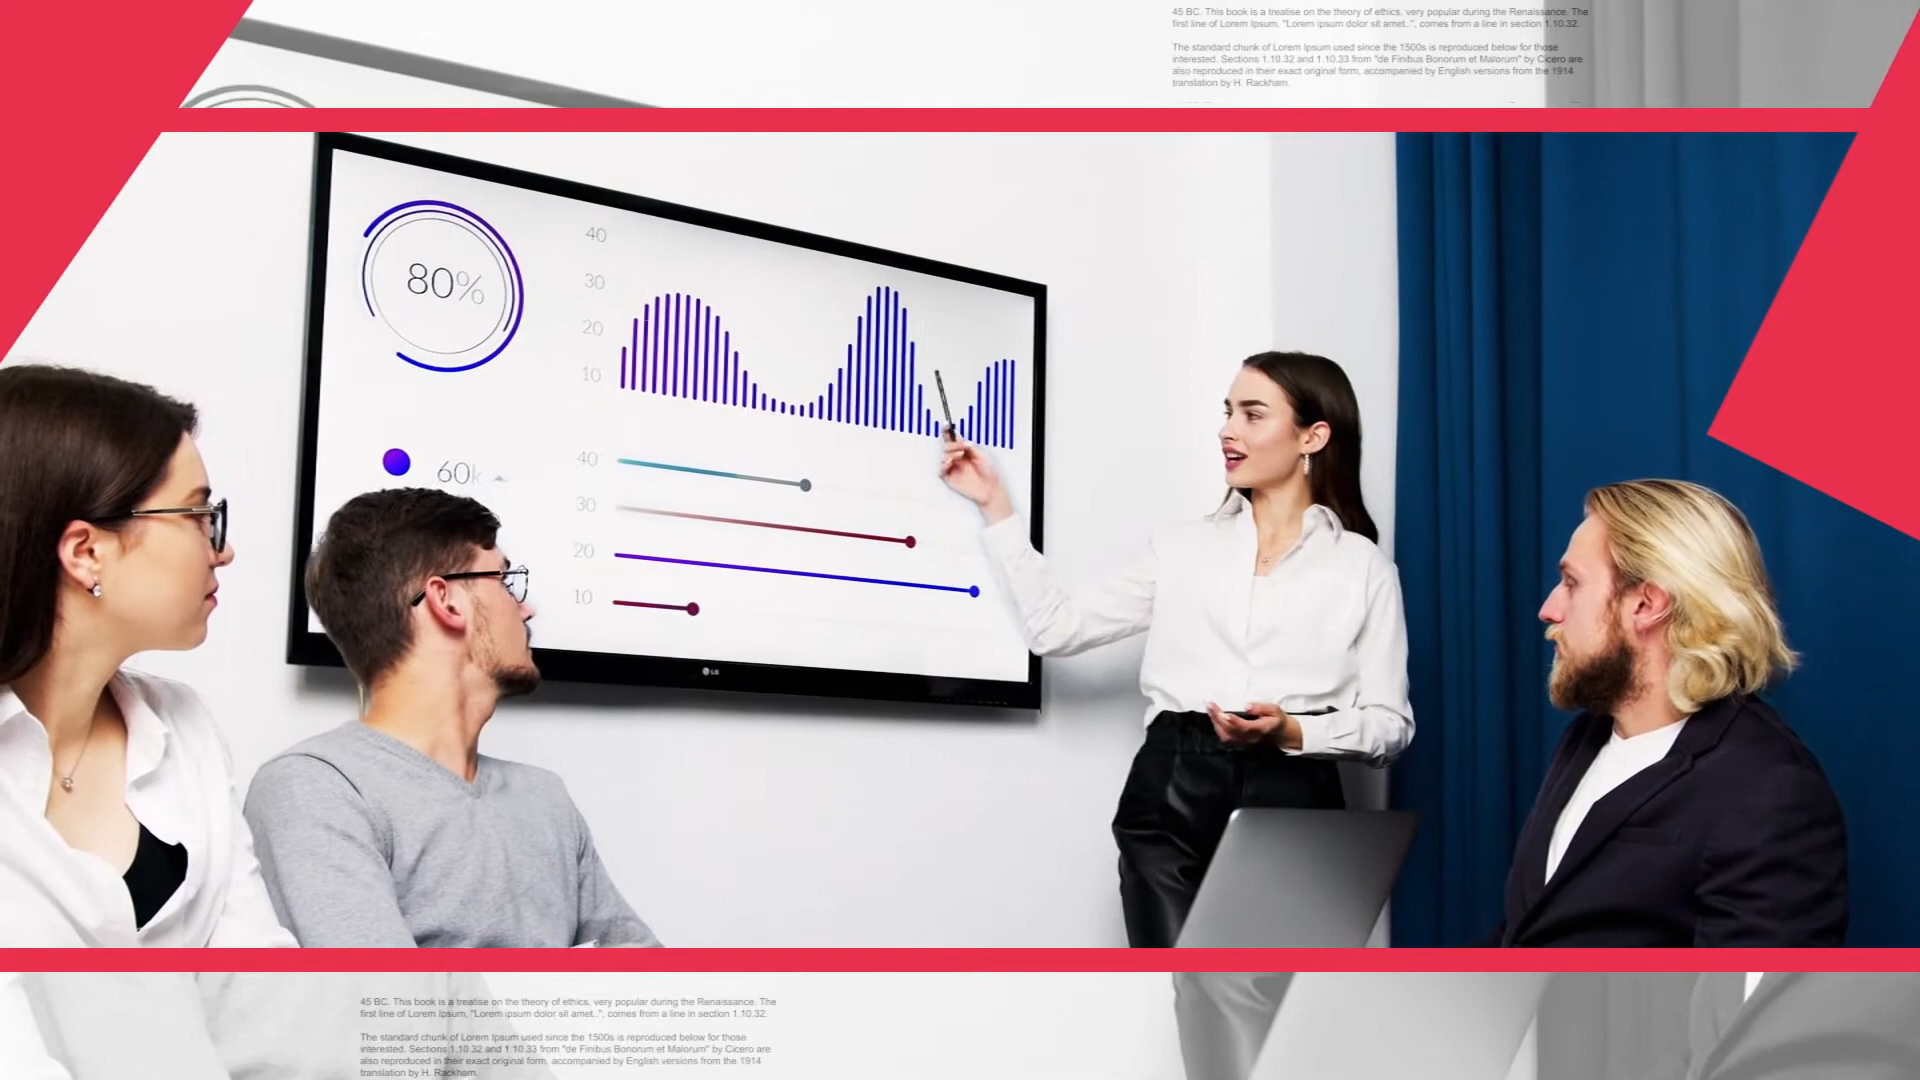 45 BC. This book is a treatise on the theory of ethics, very popular during the Renaissance. The
first line of Lorem Ipsum, "Lorem ipsum dolor sit amet..", comes from a line in section 1.10.32.
The standard chunk of Lorem Ipsum used since the 1500s is reproduced below for those
interested. Sections 1.10.32 and 1.10.33 from "de Finibus Bonorum et Malorum" by Cicero are
also reproduced in their exact original form, accompanied by English versions from the 1914
translation by H. Rackham.
80%
40
30
20
10
60k
40
30
20
10
LG
45 BC. This book is a treatise on the theory of ethics, very popular during the Renaissance. The
first line of Lorem Ipsum, "Lorem ipsum dolor sit amet..", comes from a line in section 1.10.32.
The standard chunk of Lorem Ipsum used since the 1500s is reproduced below for those
interested. Sections 1.10.32 and 1.10.33 from "de Finibus Bonorum et Malorum" by Cicero are
also reproduced in their exact original form, accompanied by English versions from the 1914
translation by H. Rackham.